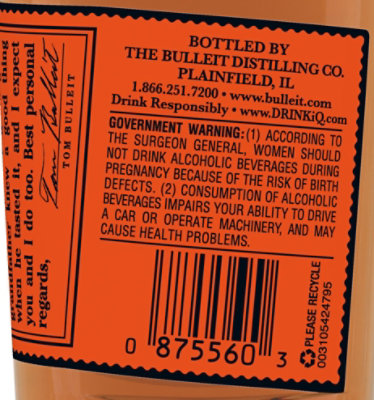 grandfather knew a good thing
when he tasted it, and I expect
you and I do too. Best personal
regards,
Tom Bulleit
TOM BULLEIT
BOTTLED BY
THE BULLEIT DISTILLING CO.
PLAINFIELD, IL
1.866.251.7200 • www.bulleit.com
Drink Responsibly • www.DRINKiQ.com
GOVERNMENT WARNING: (1) ACCORDING TO
THE SURGEON GENERAL, WOMEN SHOULD
NOT DRINK ALCOHOLIC BEVERAGES DURING
PREGNANCY BECAUSE OF THE RISK OF BIRTH
DEFECTS. (2) CONSUMPTION OF ALCOHOLIC
BEVERAGES IMPAIRS YOUR ABILITY TO DRIVE
A CAR OR OPERATE MACHINERY, AND MAY
CAUSE HEALTH PROBLEMS.
0 875560 3
PLEASE RECYCLE
003105424795